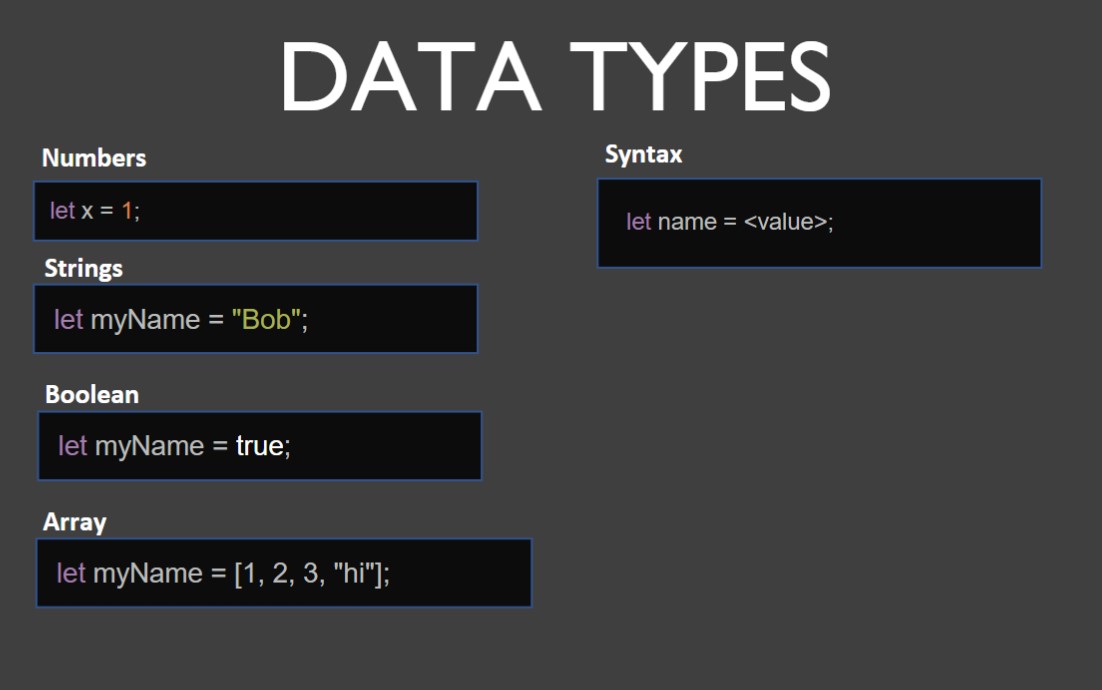 DATA TYPES
Numbers
let x = 1;
Strings
let myName = "Bob";
Boolean
let myName = true;
Array
let myName = [1, 2, 3, "hi"];
Syntax
let name = <value>;